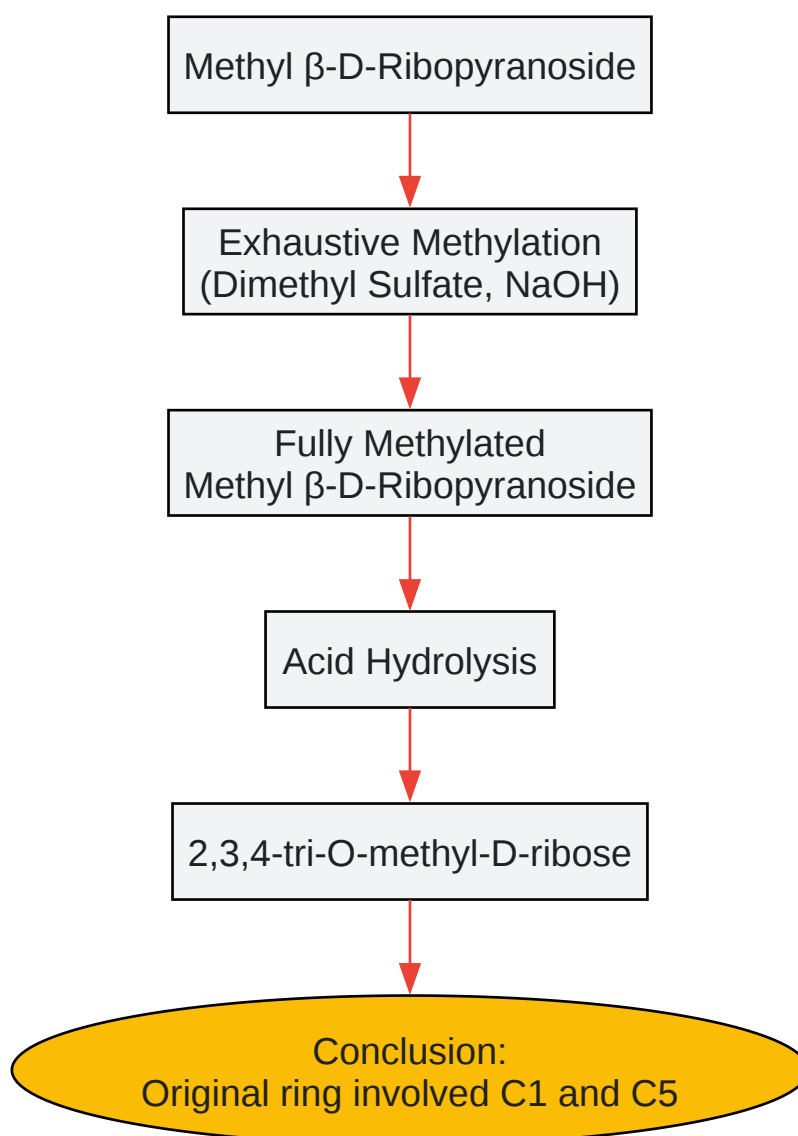 Methyl β-D-Ribopyranoside
Exhaustive Methylation
(Dimethyl Sulfate, NaOH)
Fully Methylated
Methyl β-D-Ribopyranoside
Acid Hydrolysis
2,3,4-tri-O-methyl-D-ribose
Conclusion:
Original ring involved C1 and C5